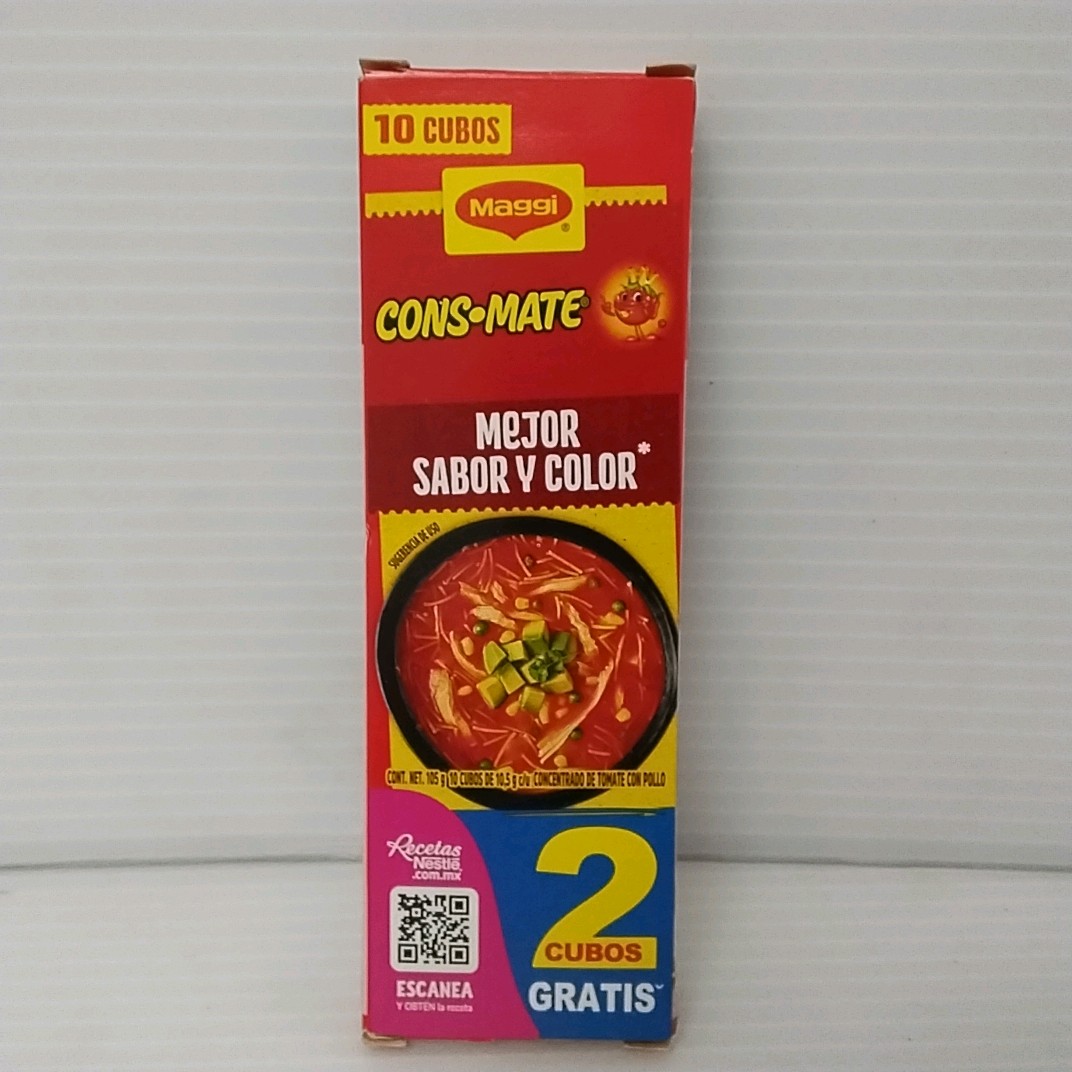 10 CUBOS
Maggi
®
CONS•MATE®
MEJOR
SABOR Y COLOR*
SUGERENCIA DE USO
CONT. NET. 105 g 10 CUBOS DE 10,5 g c/u CONCENTRADO DE TOMATE CON POLLO
Recetas
Nestlé
.com.mx
ESCANEA
Y OBTÉN la receta
2
CUBOS
GRATIS˜